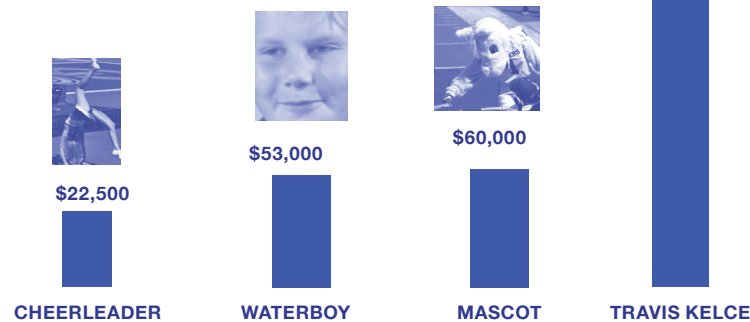 $22,500
$53,000
$60,000
CHEERLEADER
WATERBOY
MASCOT
TRAVIS KELCE